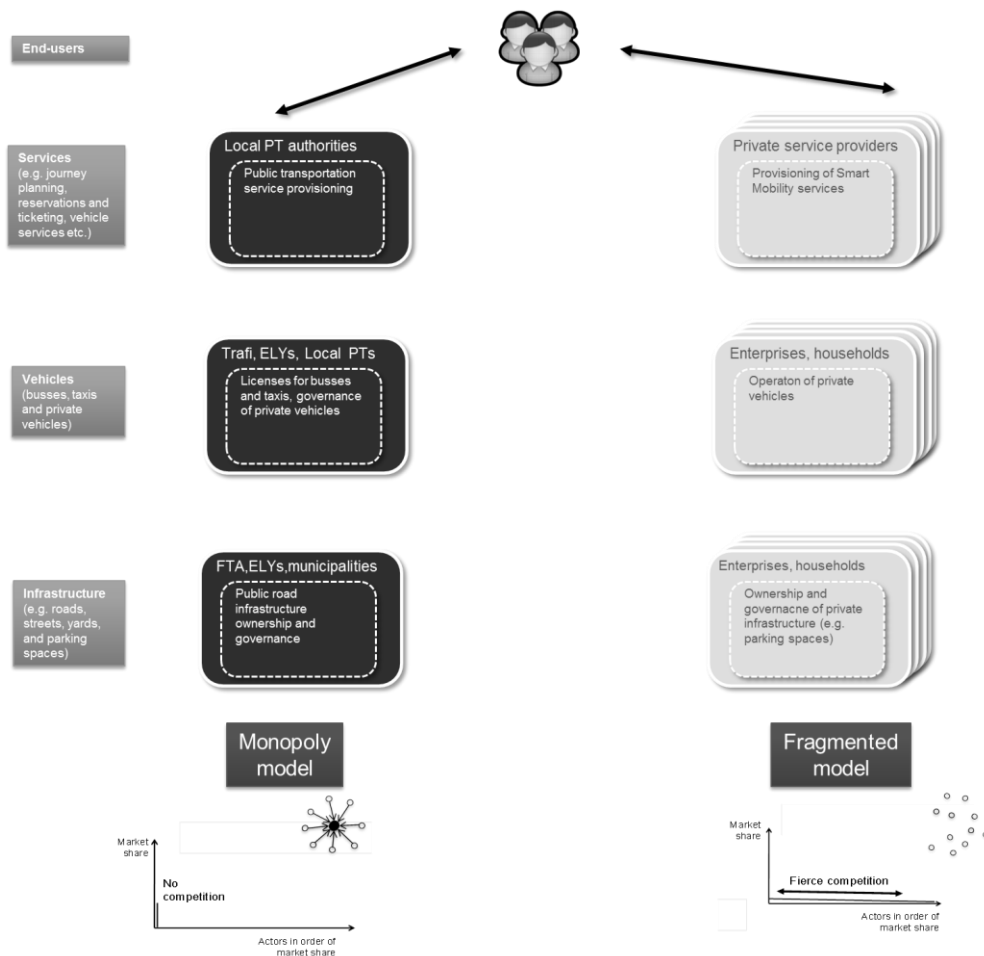 End-users
Services
(e.g. journey
planning,
reservations and
ticketing, vehicle
services etc.)
Local PT authorities
Public transportation
service provisioning
Private service providers
Provisioning of Smart
Mobility services
Vehicles
(busses, taxis
and private
vehicles)
Trafi, ELYs, Local PTs
Licenses for busses
and taxis, governance
of private vehicles
Enterprises, households
Operaton of private
vehicles
Infrastructure
(e.g. roads,
streets, yards,
and parking
spaces)
FTA,ELYs,municipalities
Public road
infrastructure
ownership and
governance
Enterprises, households
Ownership and
governacne of private
infrastructure (e.g.
parking spaces)
Monopoly
model
Fragmented
model
Market
share
No
competition
Actors in order of
market share
Market
share
Fierce competition
Actors in order of
market share